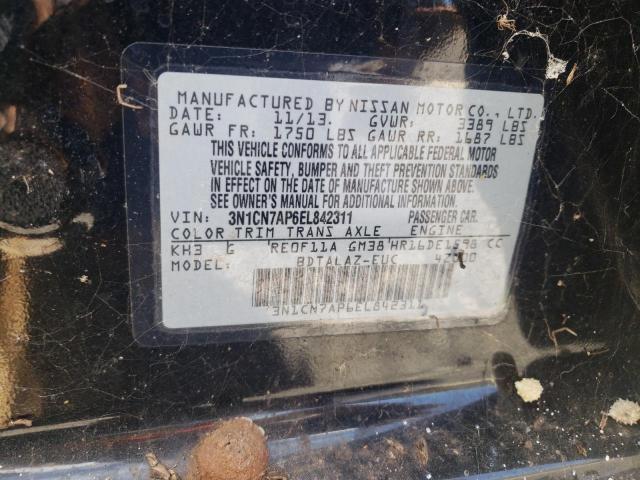 MANUFACTURED BY NISSAN MOTOR CO., LTD.
DATE: 11/13. GVWR: 3389 LBS
GAWR FR: 1750 LBS GAWR RR: 1687 LBS
THIS VEHICLE CONFORMS TO ALL APPLICABLE FEDERAL MOTOR
VEHICLE SAFETY, BUMPER AND THEFT PREVENTION STANDARDS
IN EFFECT ON THE DATE OF MANUFACTURE SHOWN ABOVE.
SEE OWNER'S MANUAL FOR ADDITIONAL INFORMATION.
VIN: 3N1CN7AP6EL842311 PASSENGER CAR.
COLOR TRIM TRANS AXLE ENGINE
KH3 G RE0F11A GM38 HR16DE1598 CC
MODEL: BDTALAZ-EUC
3N1CN7AP6EL842311